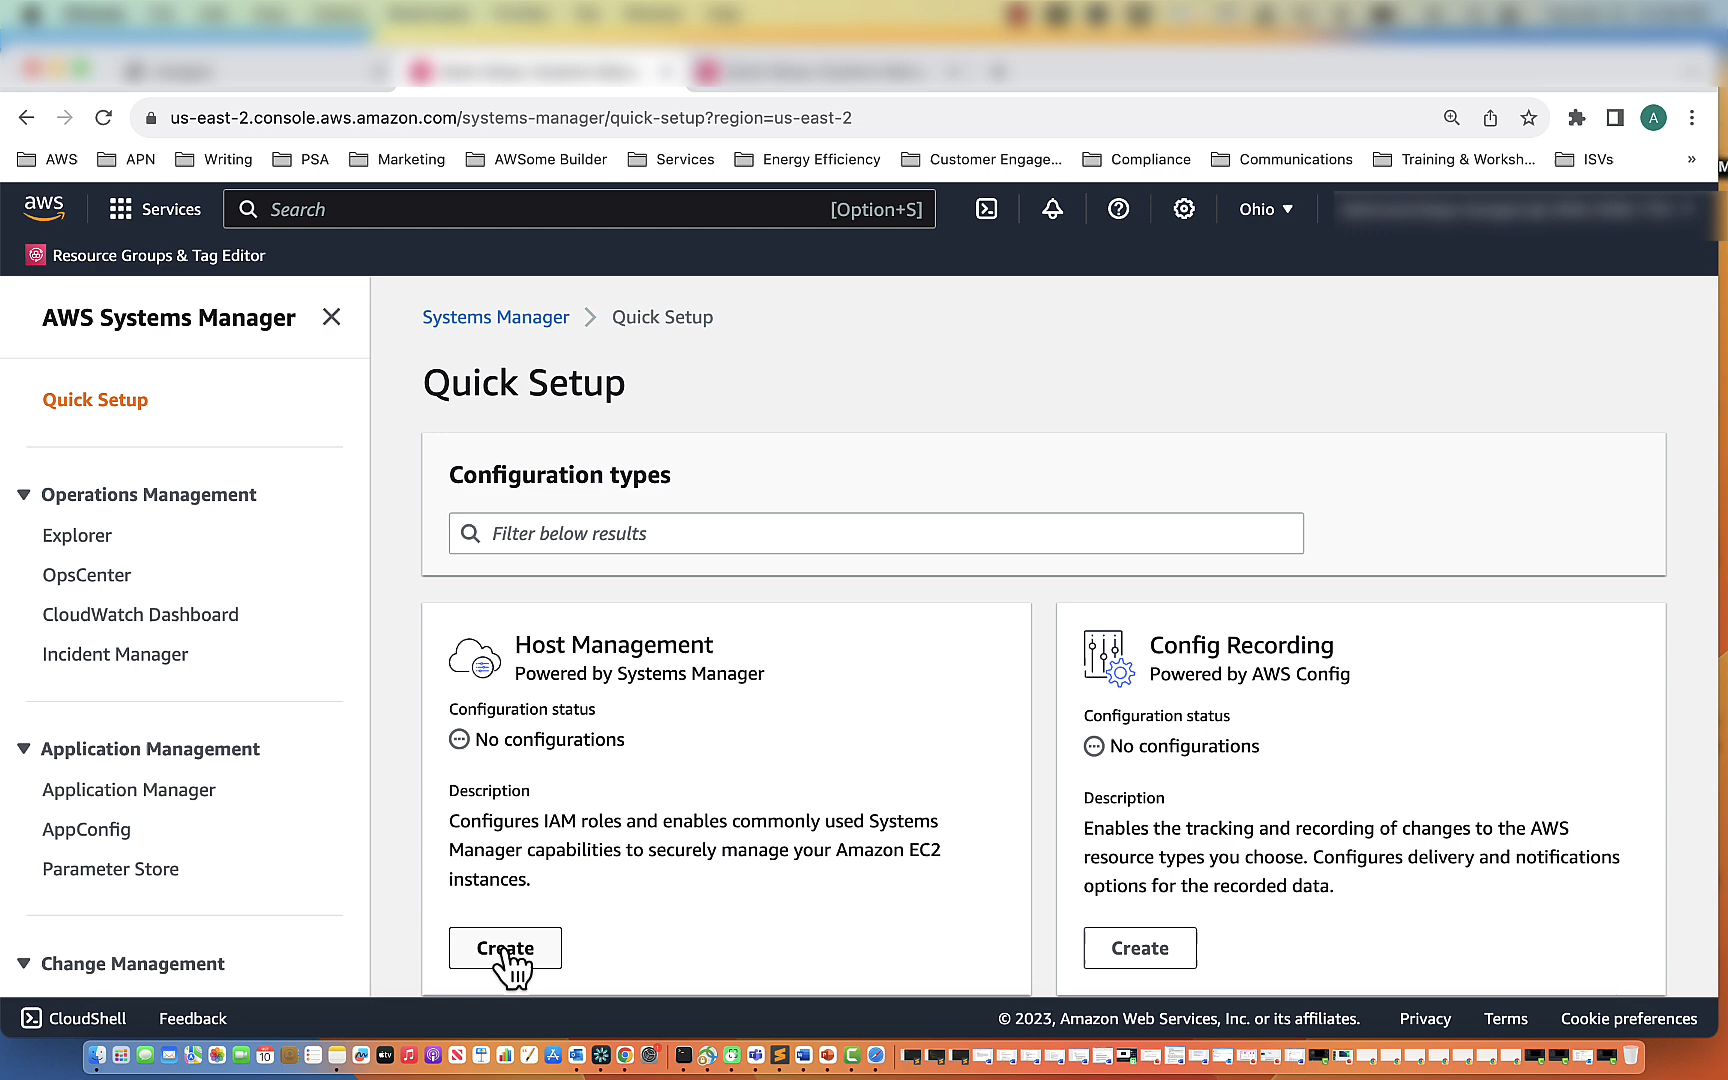 us-east-2.console.aws.amazon.com/systems-manager/quick-setup?region=us-east-2
A
AWS APN Writing PSA Marketing AWSome Builder Services Energy Efficiency Customer Engage... Compliance Communications Training & Worksh... ISVs »
aws Services Search [Option+S] Ohio
Resource Groups & Tag Editor
AWS Systems Manager
Quick Setup
Operations Management
Explorer
OpsCenter
CloudWatch Dashboard
Incident Manager
Application Management
Application Manager
AppConfig
Parameter Store
Change Management
Systems Manager > Quick Setup
Quick Setup
Configuration types
Filter below results
Host Management
Powered by Systems Manager
Configuration status
No configurations
Description
Configures IAM roles and enables commonly used Systems
Manager capabilities to securely manage your Amazon EC2
instances.
Create
Config Recording
Powered by AWS Config
Configuration status
No configurations
Description
Enables the tracking and recording of changes to the AWS
resource types you choose. Configures delivery and notifications
options for the recorded data.
Create
CloudShell Feedback © 2023, Amazon Web Services, Inc. or its affiliates. Privacy Terms Cookie preferences